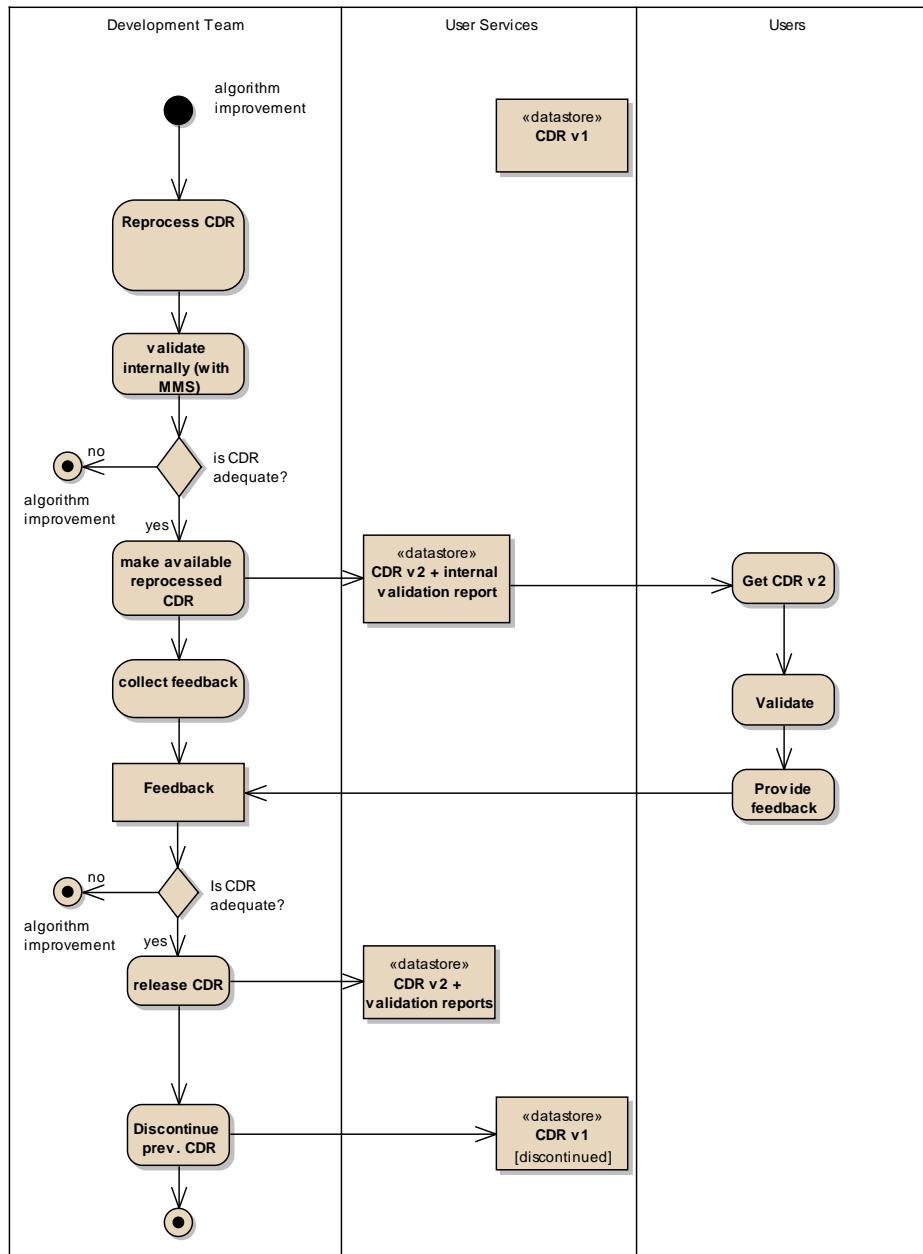 Development Team
User Services
Users
algorithm
improvement
«datastore»
CDR v1
Reprocess CDR
validate
internally (with
MMS)
no
is CDR
adequate?
algorithm
improvement
yes
make available
reprocessed
CDR
«datastore»
CDR v2 + internal
validation report
Get CDR v2
collect feedback
Validate
Feedback
Provide
feedback
no
Is CDR
adequate?
algorithm
improvement
yes
release CDR
«datastore»
CDR v2 +
validation reports
Discontinue
prev. CDR
«datastore»
CDR v1
[discontinued]